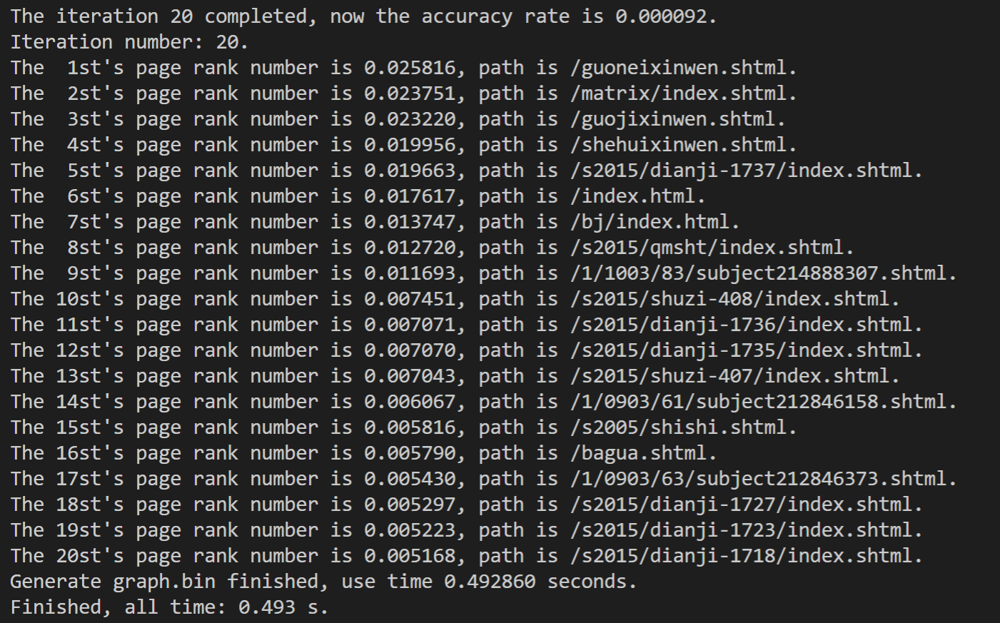 The iteration 20 completed, now the accuracy rate is 0.000092.
Iteration number: 20.
The  1st's page rank number is 0.025816, path is /guoneixinwen.shtml.
The  2st's page rank number is 0.023751, path is /matrix/index.shtml.
The  3st's page rank number is 0.023220, path is /guojixinwen.shtml.
The  4st's page rank number is 0.019956, path is /shehuixinwen.shtml.
The  5st's page rank number is 0.019663, path is /s2015/dianji-1737/index.shtml.
The  6st's page rank number is 0.017617, path is /index.html.
The  7st's page rank number is 0.013747, path is /bj/index.html.
The  8st's page rank number is 0.012720, path is /s2015/qmsht/index.shtml.
The  9st's page rank number is 0.011693, path is /1/1003/83/subject214888307.shtml.
The 10st's page rank number is 0.007451, path is /s2015/shuzi-408/index.shtml.
The 11st's page rank number is 0.007071, path is /s2015/dianji-1736/index.shtml.
The 12st's page rank number is 0.007070, path is /s2015/dianji-1735/index.shtml.
The 13st's page rank number is 0.007043, path is /s2015/shuzi-407/index.shtml.
The 14st's page rank number is 0.006067, path is /1/0903/61/subject212846158.shtml.
The 15st's page rank number is 0.005816, path is /s2005/shishi.shtml.
The 16st's page rank number is 0.005790, path is /bagua.shtml.
The 17st's page rank number is 0.005430, path is /1/0903/63/subject212846373.shtml.
The 18st's page rank number is 0.005297, path is /s2015/dianji-1727/index.shtml.
The 19st's page rank number is 0.005223, path is /s2015/dianji-1723/index.shtml.
The 20st's page rank number is 0.005168, path is /s2015/dianji-1718/index.shtml.
Generate graph.bin finished, use time 0.492860 seconds.
Finished, all time: 0.493 s.